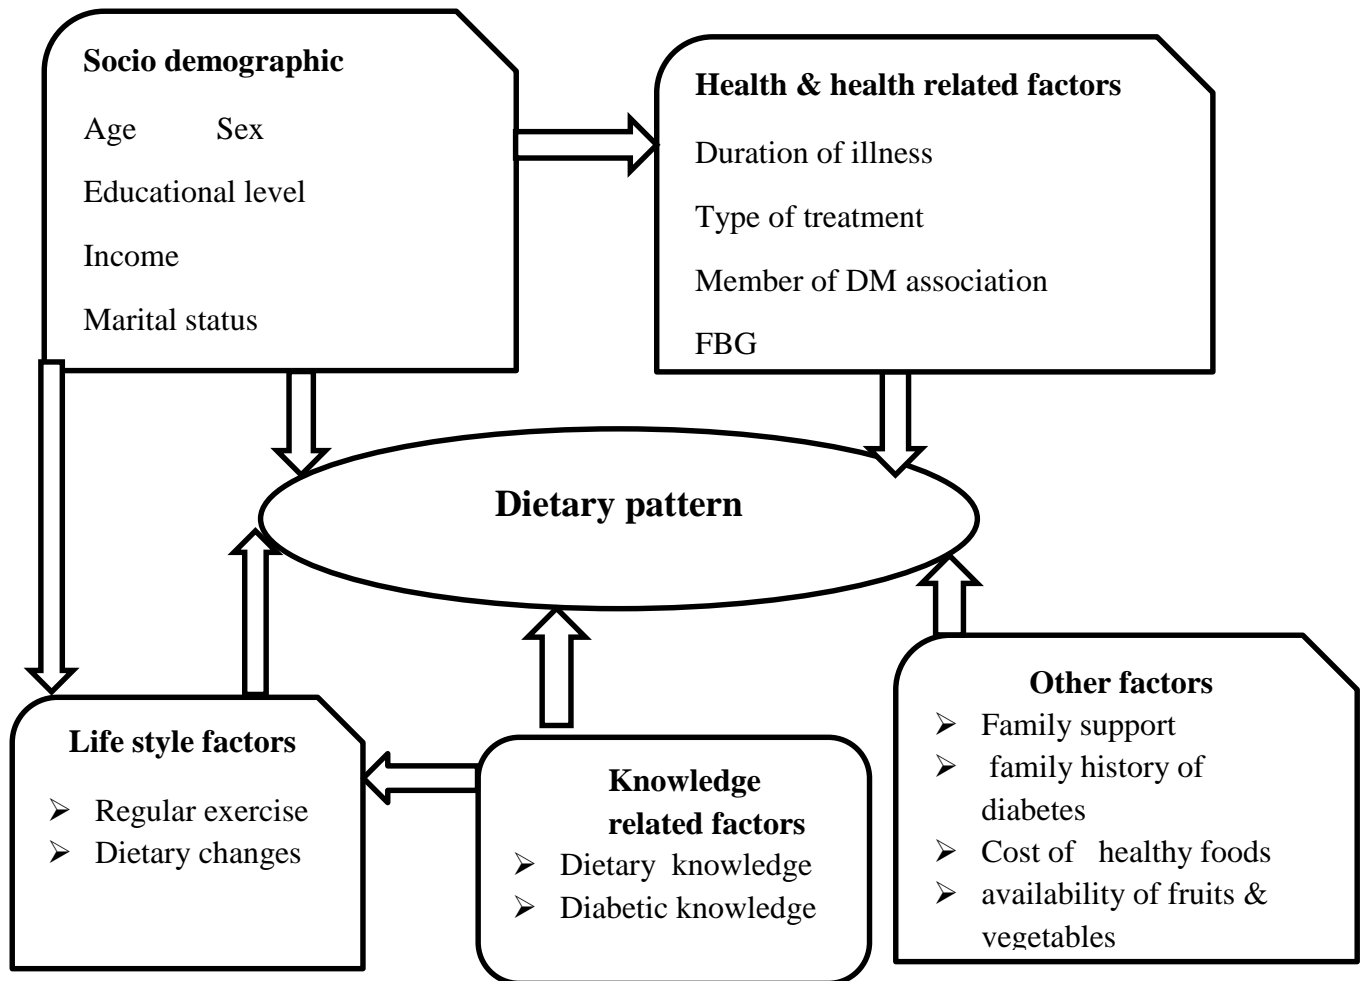 Socio demographic
Age Sex
Educational level
Income
Marital status
Health & health related factors
Duration of illness
Type of treatment
Member of DM association
FBG
Dietary pattern
Life style factors
➢ Regular exercise
➢ Dietary changes
Knowledge
related factors
➢ Dietary knowledge
➢ Diabetic knowledge
Other factors
➢ Family support
➢ family history of
diabetes
➢ Cost of healthy foods
➢ availability of fruits &
vegetables